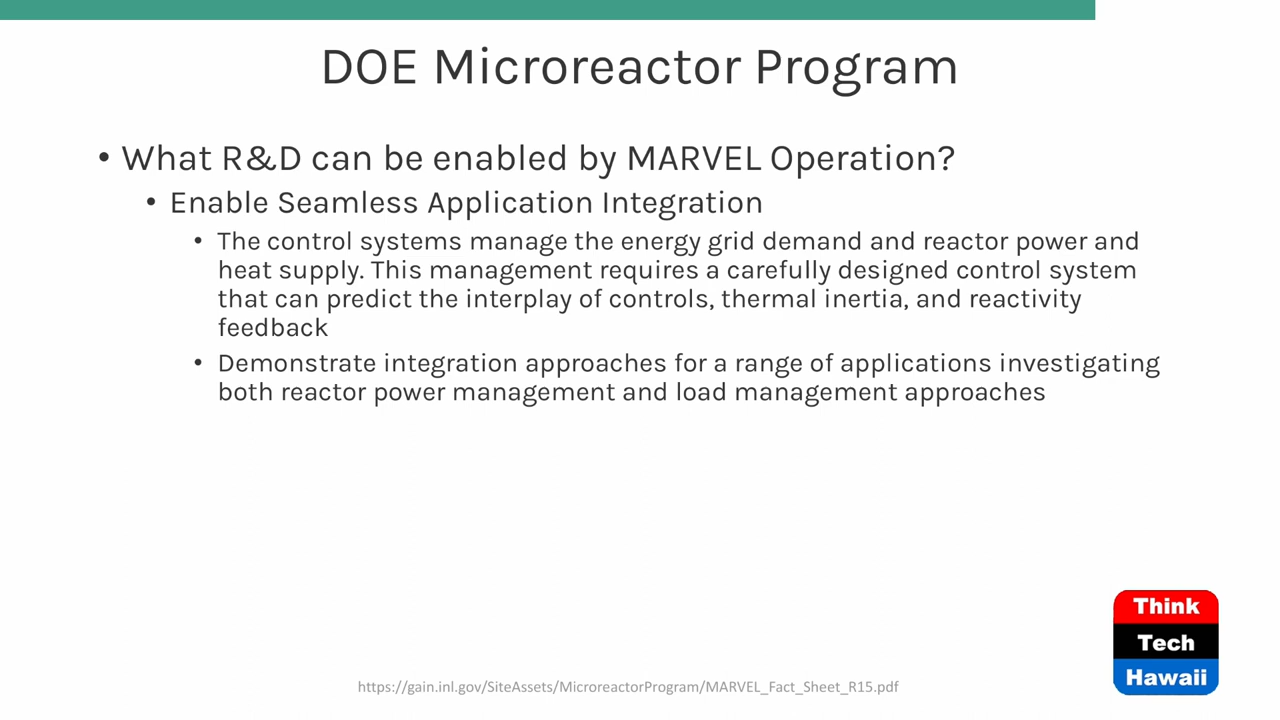 DOE Microreactor Program
• What R&D can be enabled by MARVEL Operation?
• Enable Seamless Application Integration
• The control systems manage the energy grid demand and reactor power and
heat supply. This management requires a carefully designed control system
that can predict the interplay of controls, thermal inertia, and reactivity
feedback
• Demonstrate integration approaches for a range of applications investigating
both reactor power management and load management approaches
Think
Tech
Hawaii
https://gain.inl.gov/SiteAssets/MicroreactorProgram/MARVEL_Fact_Sheet_R15.pdf